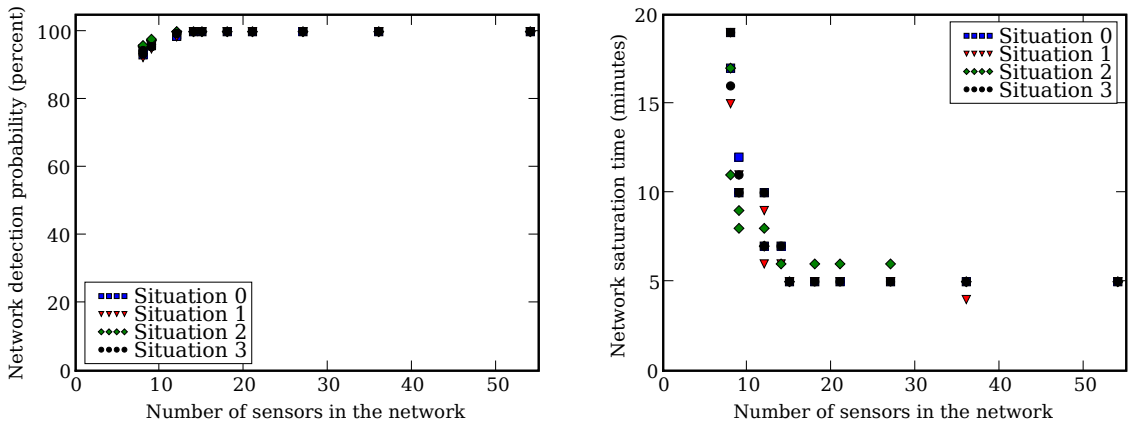 Network detection probability (percent)
100
80
60
40
20
0
Situation 0
Situation 1
Situation 2
Situation 3
0 10 20 30 40 50
Number of sensors in the network
Network saturation time (minutes)
20
15
10
5
0
Situation 0
Situation 1
Situation 2
Situation 3
0 10 20 30 40 50
Number of sensors in the network